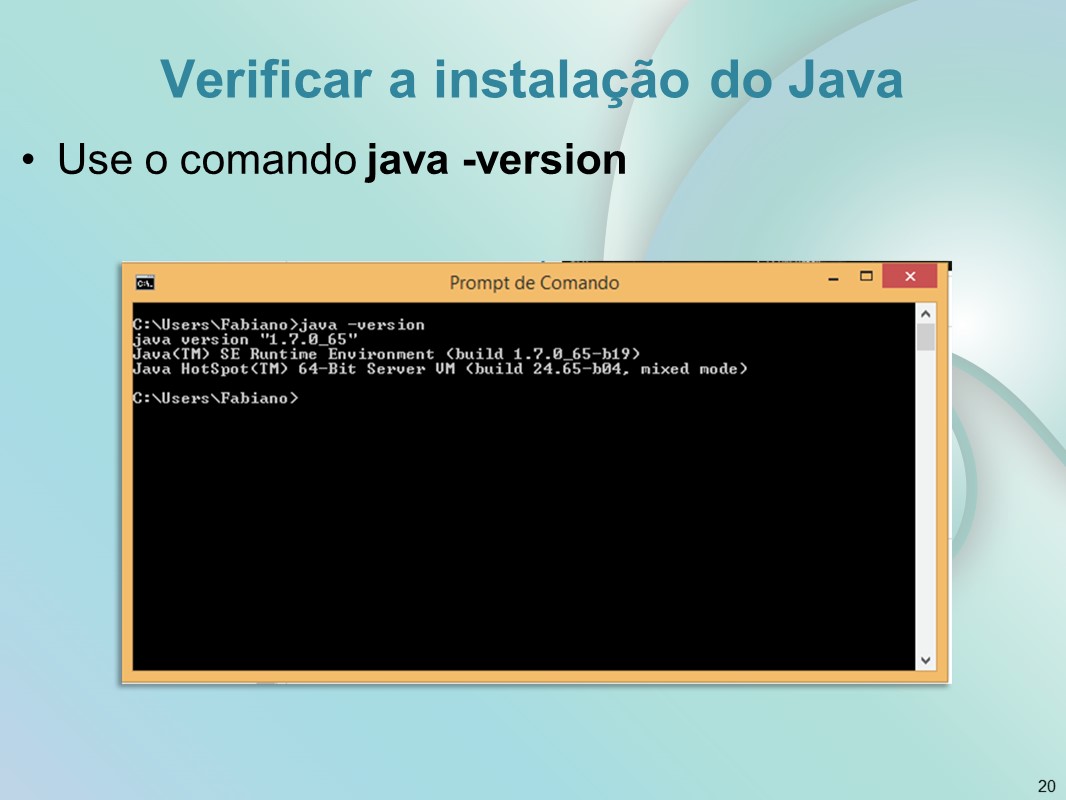 Verificar a instalação do Java
• Use o comando java -version
C:\.
Prompt de Comando
C:\Users\Fabiano>java -version
java version "1.7.0_65"
Java(TM) SE Runtime Environment (build 1.7.0_65-b19)
Java HotSpot(TM) 64-Bit Server VM (build 24.65-b04, mixed mode)
C:\Users\Fabiano>
20